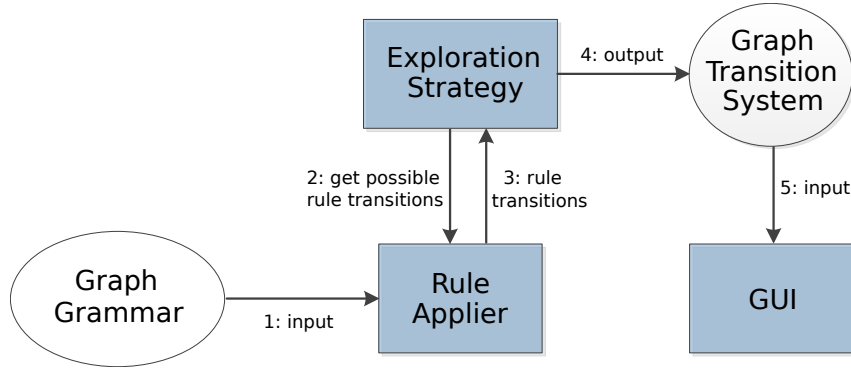 Exploration
Strategy
4: output
Graph
Transition
System
2: get possible
rule transitions
3: rule
transitions
5: input
Graph
Grammar
1: input
Rule
Applier
GUI